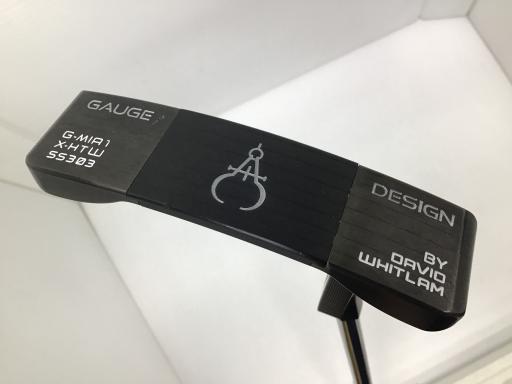 GAUGE
G-MIA1
X-HTW
SS303
DESIGN
BY
DAVID
WHITLAM